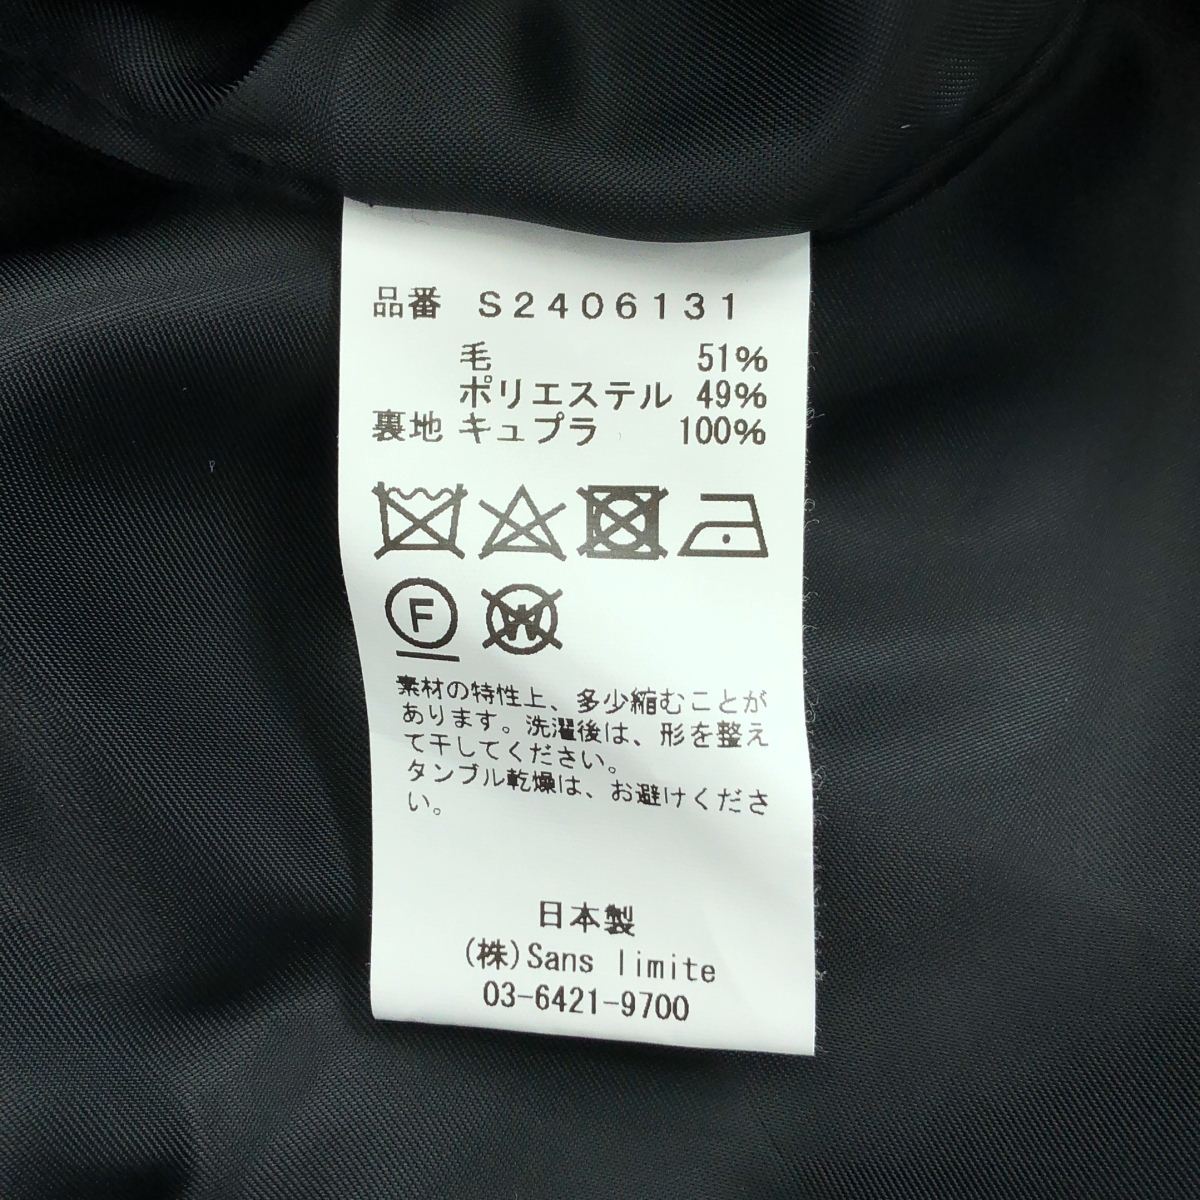 品番 S2406131
毛 51%
ポリエステル 49%
裏地 キュプラ 100%
F W
素材の特性上、多少縮むことが
あります。洗濯後は、形を整え
て干してください。
タンブル乾燥は、お避けくださ
い。
日本製
(株)Sans limite
03-6421-9700